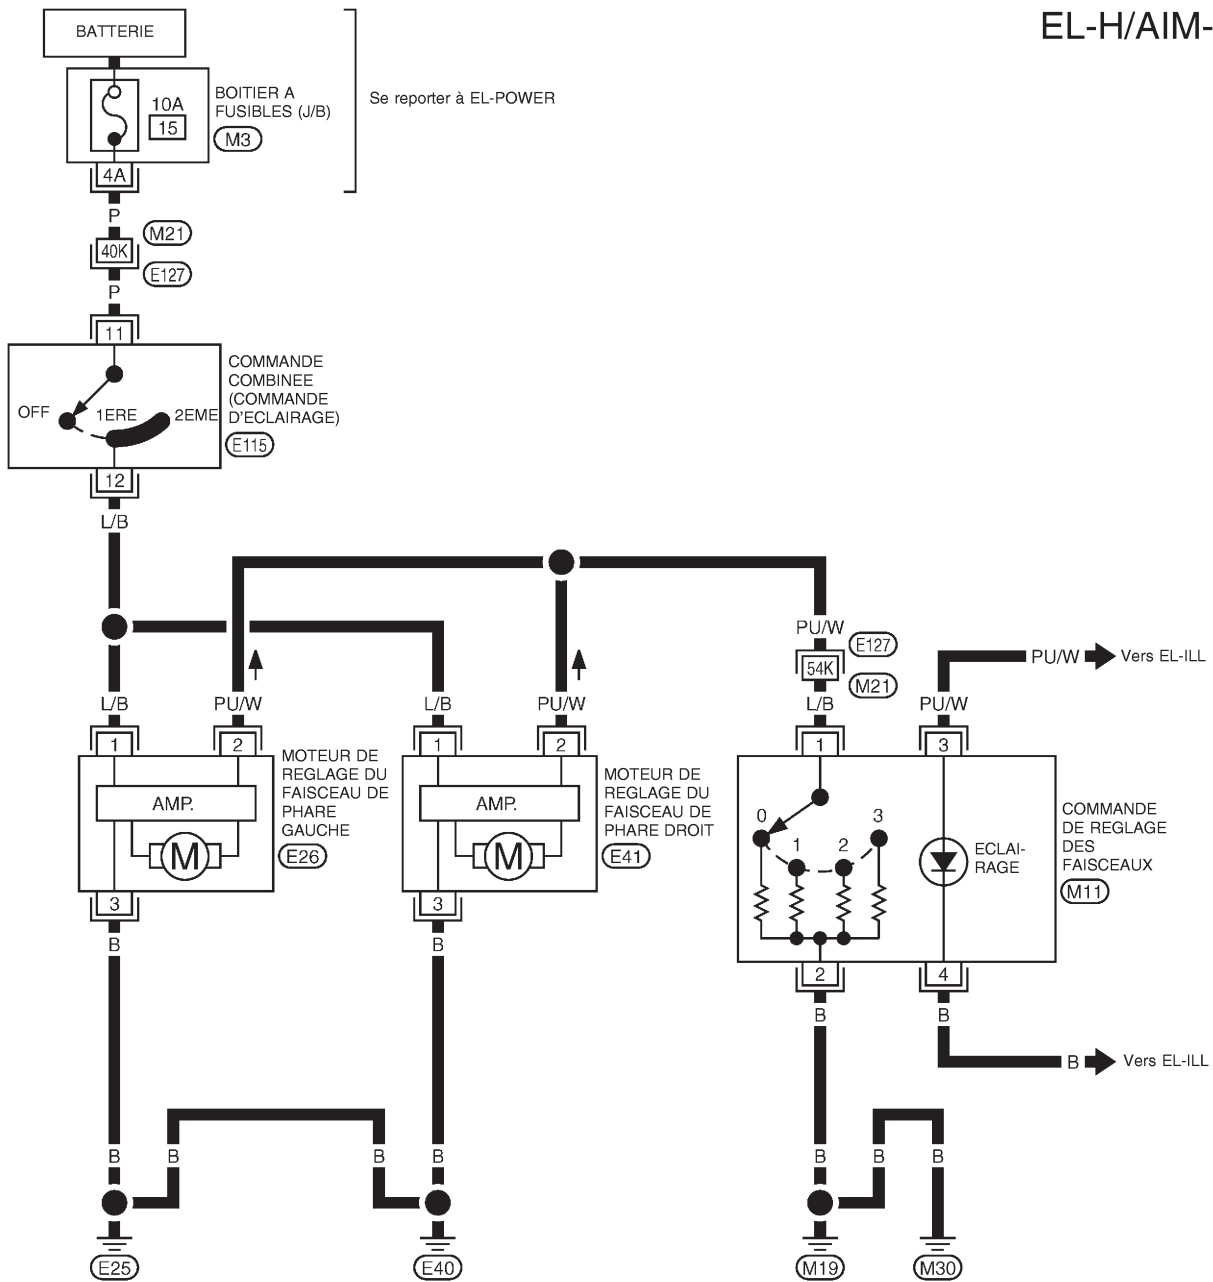 EL-H/AIM-
BATTERIE
10A
15
BOITIER A
FUSIBLES (J/B)
M3
Se reporter à EL-POWER
4A
P
M21
40K
E127
P
11
COMMANDE
COMBINEE
(COMMANDE
D'ECLAIRAGE)
E115
OFF
1ERE
2EME
12
L/B
PU/W
E127
54K
M21
PU/W
Vers EL-ILL
L/B
PU/W
L/B
PU/W
L/B
PU/W
1
2
1
2
1
3
MOTEUR DE
REGLAGE DU
FAISCEAU DE
PHARE
GAUCHE
E26
AMP.
M
MOTEUR DE
REGLAGE DU
FAISCEAU DE
PHARE DROIT
E41
AMP.
M
0
1
2
3
ECLAI-
RAGE
COMMANDE
DE REGLAGE
DES
FAISCEAUX
M11
3
3
2
4
B
B
B
B
B
Vers EL-ILL
B
B
B
B
B
B
B
E25
E40
M19
M30